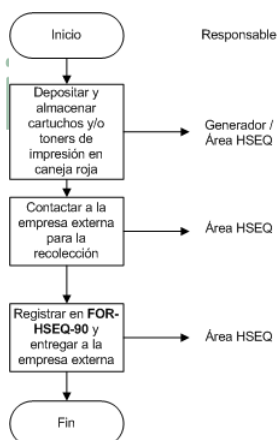 Inicio
Responsable
Depositar y
almacenar
cartuchos y/o
toners de
impresión en
caneja roja
Generador /
Área HSEQ
Contactar a la
empresa externa
para la
recolección
Área HSEQ
Registrar en FOR-
HSEQ-90 y
entregar a la
empresa externa
Área HSEQ
Fin